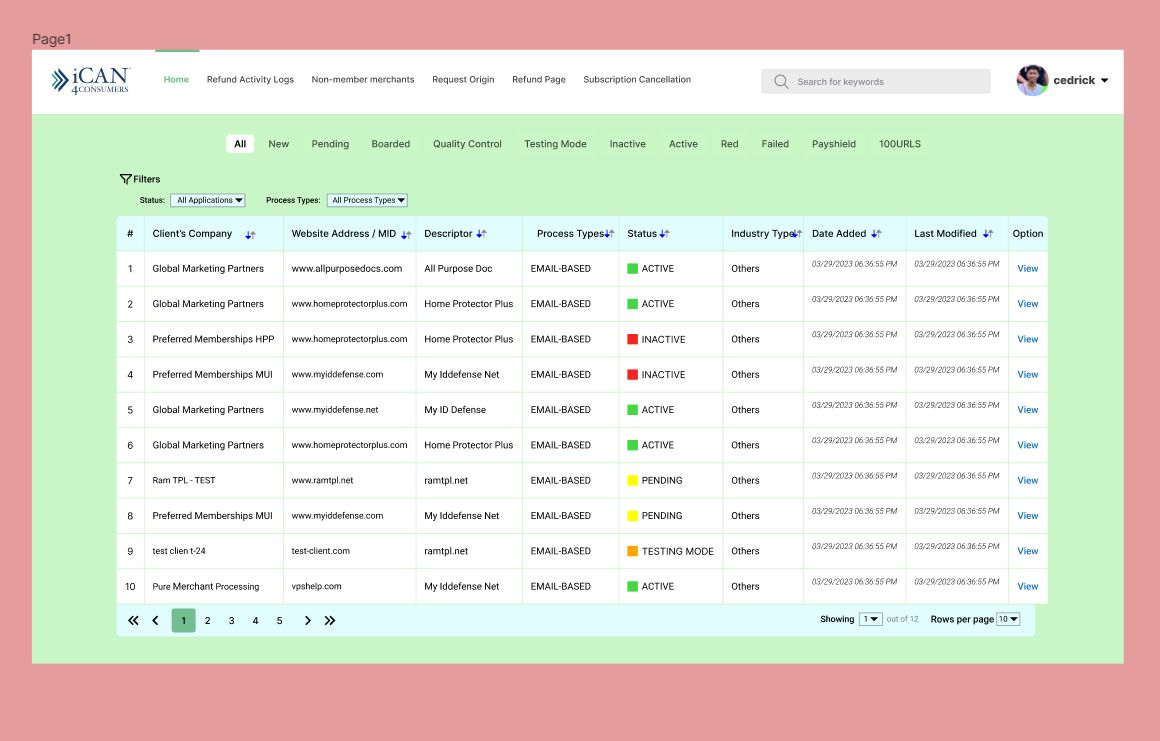 Page1
iCAN
4CONSUMERS
Home Refund Activity Logs Non-member merchants Request Origin Refund Page Subscription Cancellation Search for keywords cedrick
All New Pending Boarded Quality Control Testing Mode Inactive Active Red Failed Payshield 100URLS
Filters
Status: All Applications Process Types: All Process Types
# Client's Company Website Address / MID Descriptor Process Types Status Industry Type Date Added Last Modified Option
1 Global Marketing Partners www.allpurposedocs.com All Purpose Doc EMAIL-BASED ACTIVE Others 03/29/2023 06:36:55 PM 03/29/2023 06:36:55 PM View
2 Global Marketing Partners www.homeprotectorplus.com Home Protector Plus EMAIL-BASED ACTIVE Others 03/29/2023 06:36:55 PM 03/29/2023 06:36:55 PM View
3 Preferred Memberships HPP www.homeprotectorplus.com Home Protector Plus EMAIL-BASED INACTIVE Others 03/29/2023 06:36:55 PM 03/29/2023 06:36:55 PM View
4 Preferred Memberships MUI www.myiddefense.com My Iddefense Net EMAIL-BASED INACTIVE Others 03/29/2023 06:36:55 PM 03/29/2023 06:36:55 PM View
5 Global Marketing Partners www.myiddefense.net My ID Defense EMAIL-BASED ACTIVE Others 03/29/2023 06:36:55 PM 03/29/2023 06:36:55 PM View
6 Global Marketing Partners www.homeprotectorplus.com Home Protector Plus EMAIL-BASED ACTIVE Others 03/29/2023 06:36:55 PM 03/29/2023 06:36:55 PM View
7 Ram TPL - TEST www.ramtpl.net ramtpl.net EMAIL-BASED PENDING Others 03/29/2023 06:36:55 PM 03/29/2023 06:36:55 PM View
8 Preferred Memberships MUI www.myiddefense.com My Iddefense Net EMAIL-BASED PENDING Others 03/29/2023 06:36:55 PM 03/29/2023 06:36:55 PM View
9 test clien t-24 test-client.com ramtpl.net EMAIL-BASED TESTING MODE Others 03/29/2023 06:36:55 PM 03/29/2023 06:36:55 PM View
10 Pure Merchant Processing vpshelp.com My Iddefense Net EMAIL-BASED ACTIVE Others 03/29/2023 06:36:55 PM 03/29/2023 06:36:55 PM View
1 2 3 4 5 Showing 1 out of 12 Rows per page 10